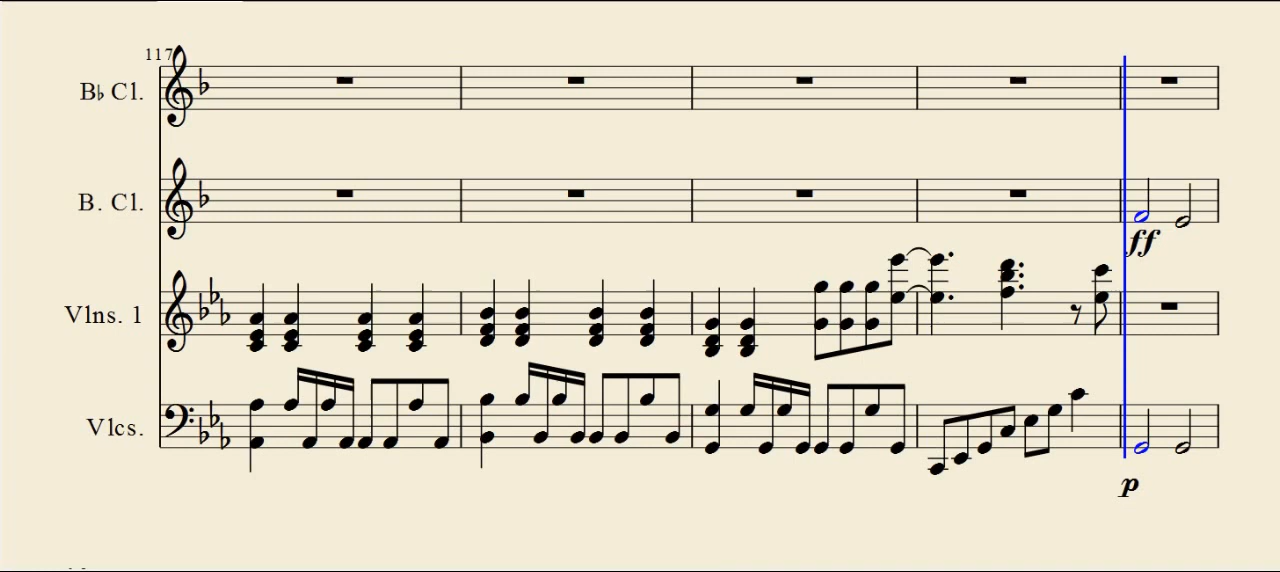 117
B♭ Cl.
B. Cl.
ff
Vlns. 1
Vlcs.
p